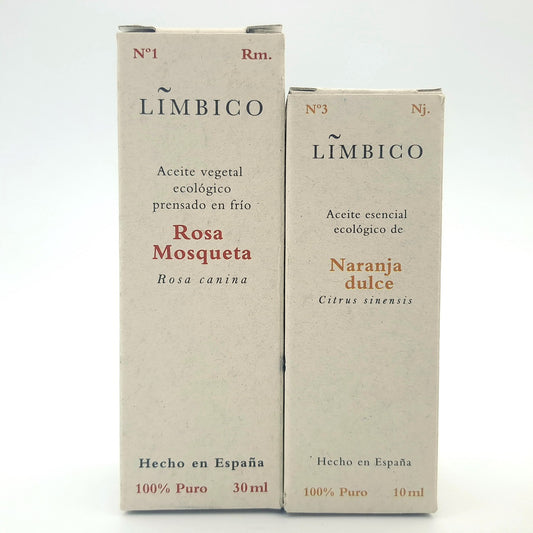 Nº1 Rm.
LĩMBICO
Aceite vegetal
ecológico
prensado en frío
Rosa
Mosqueta
Rosa canina
Hecho en España
100% Puro 30ml
Nº3 Nj.
LĩMBICO
Aceite esencial
ecológico de
Naranja
dulce
Citrus sinensis
Hecho en España
100% Puro 10ml